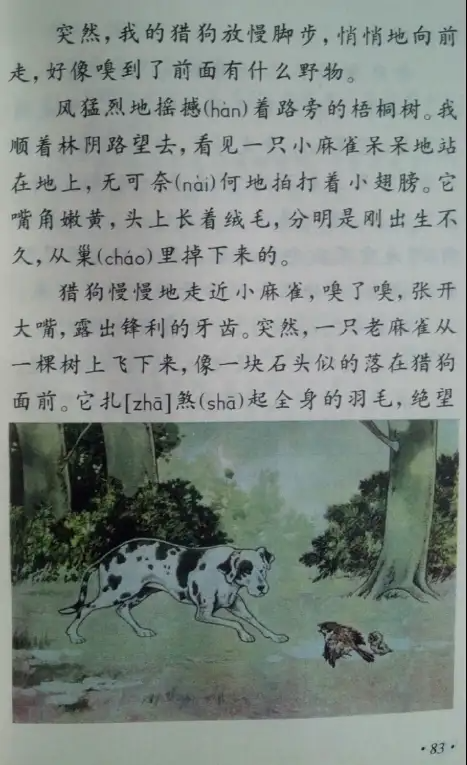 突然,我的猎狗放慢脚步,悄悄地向前
走,好像嗅到了前面有什么野物。
风猛烈地摇撼(hàn)着路旁的梧桐树。我
顺着林阴路望去,看见一只小麻雀呆呆地站
在地上,无可奈(nài)何地拍打着小翅膀。它
嘴角嫩黄,头上长着绒毛,分明是刚出生不
久,从巢(cháo)里掉下来的。
猎狗慢慢地走近小麻雀,嗅了嗅,张开
大嘴,露出锋利的牙齿。突然,一只老麻雀从
一棵树上飞下来,像一块石头似的落在猎狗
面前。它扎[zhā]煞(shā)起全身的羽毛,绝望
·83·